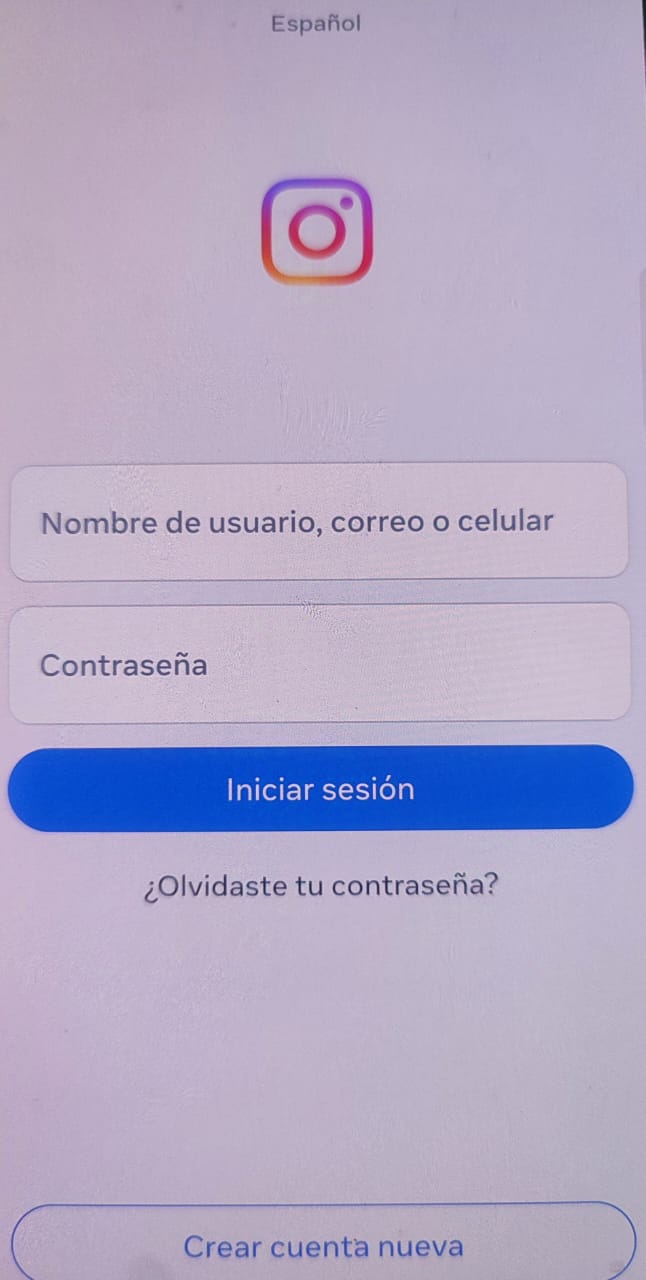 Español
Nombre de usuario, correo o celular
Contraseña
Iniciar sesión
¿Olvidaste tu contraseña?
Crear cuenta nueva